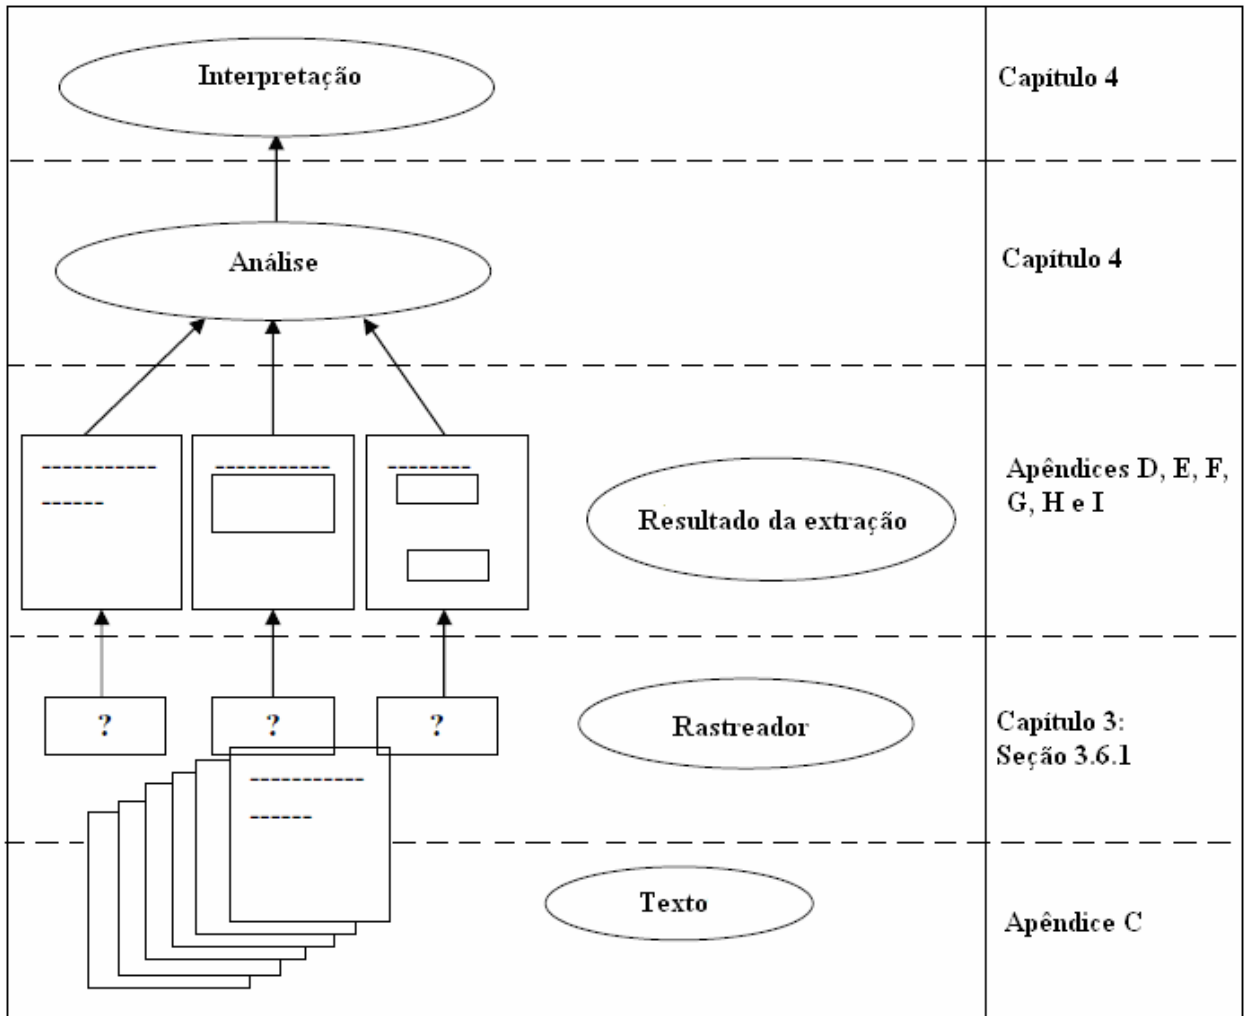 Interpretação
Capítulo 4
Análise
Capítulo 4
Resultado da extração
Apêndices D, E, F,
G, H e I
?
?
?
Rastreador
Capítulo 3:
Seção 3.6.1
Texto
Apêndice C